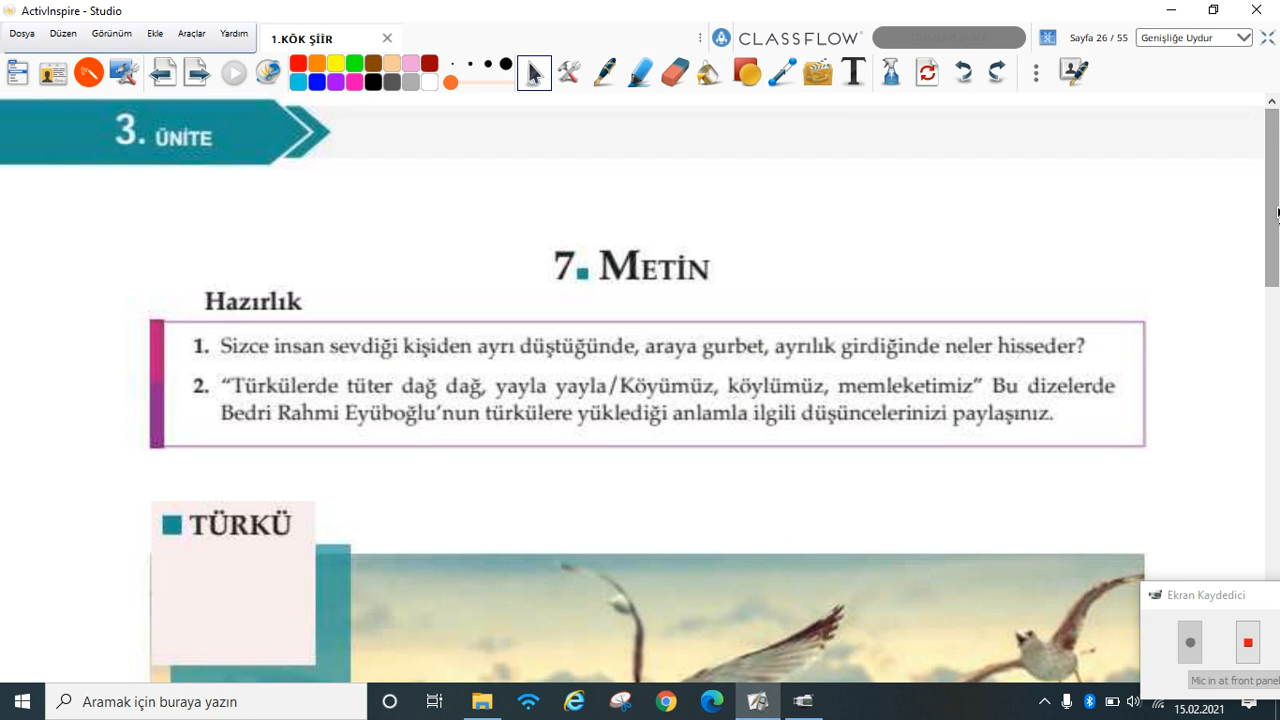 ActivInspire - Studio
Dosya Düzen Görünüm Ekle Araçlar Yardım
1.KÖK ŞİİR
CLASSFLOW
Sayfa 26 / 55
Genişliğe Uydur
3. ÜNİTE
7. METİN
Hazırlık
1. Sizce insan sevdiği kişiden ayrı düştüğünde, araya gurbet, ayrılık girdiğinde neler hisseder?
2. “Türkülerde tüter dağ dağ, yayla yayla/Köyümüz, köylümüz, memleketimiz” Bu dizelerde
Bedri Rahmi Eyüboğlu’nun türkülere yüklediği anlamla ilgili düşüncelerinizi paylaşınız.
TÜRKÜ
Ekran Kaydedici
Mic in at front panel
Aramak için buraya yazın
15.02.2021